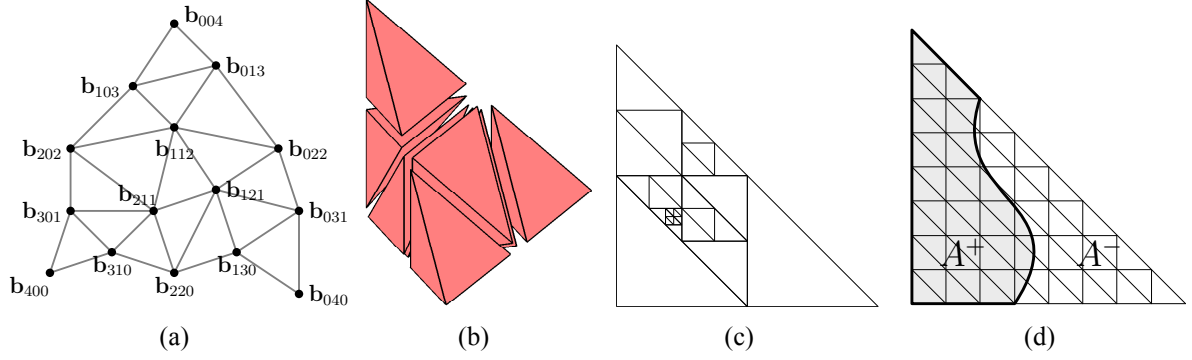 b₀₀₄
b₀₁₃
b₁₀₃
b₂₀₂ b₁₁₂ b₀₂₂
b₃₀₁ b₂₁₁ b₁₂₁ b₀₃₁
b₃₁₀ b₁₃₀
b₄₀₀ b₂₂₀ b₀₄₀
A⁺ A⁻
(a) (b) (c) (d)